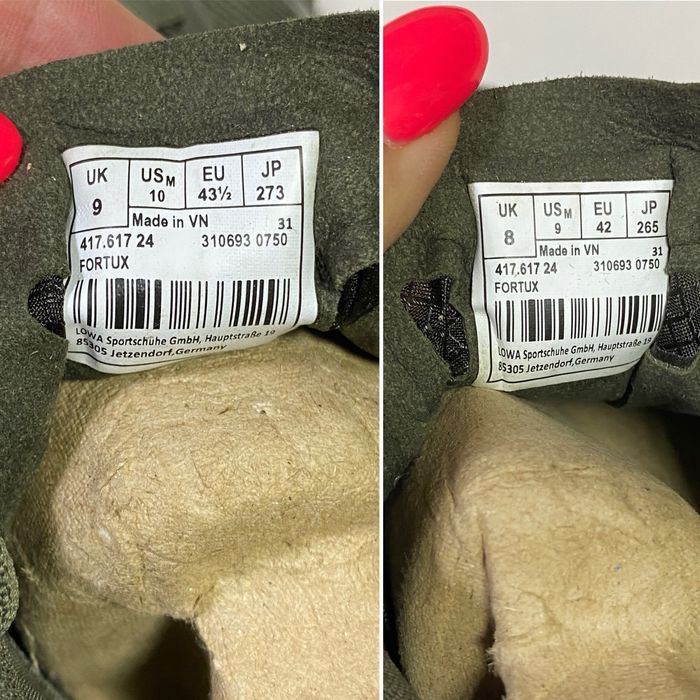 UK USM EU JP
9 10 43½ 273
Made in VN 31
417.617 24 310693 0750
FORTUX
LOWA Sportschuhe GmbH, Hauptstraße 19
85305 Jetzendorf,Germany
UK USM EU JP
8 9 42 265
Made in VN 31
417.617 24 310693 0750
FORTUX
LOWA Sportschuhe GmbH, Hauptstraße 19
85305 Jetzendorf,Germany